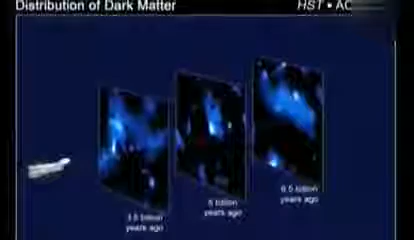 Distribution of Dark Matter
HST • AC
3.5 billion
years ago
5 billion
years ago
6.5 billion
years ago